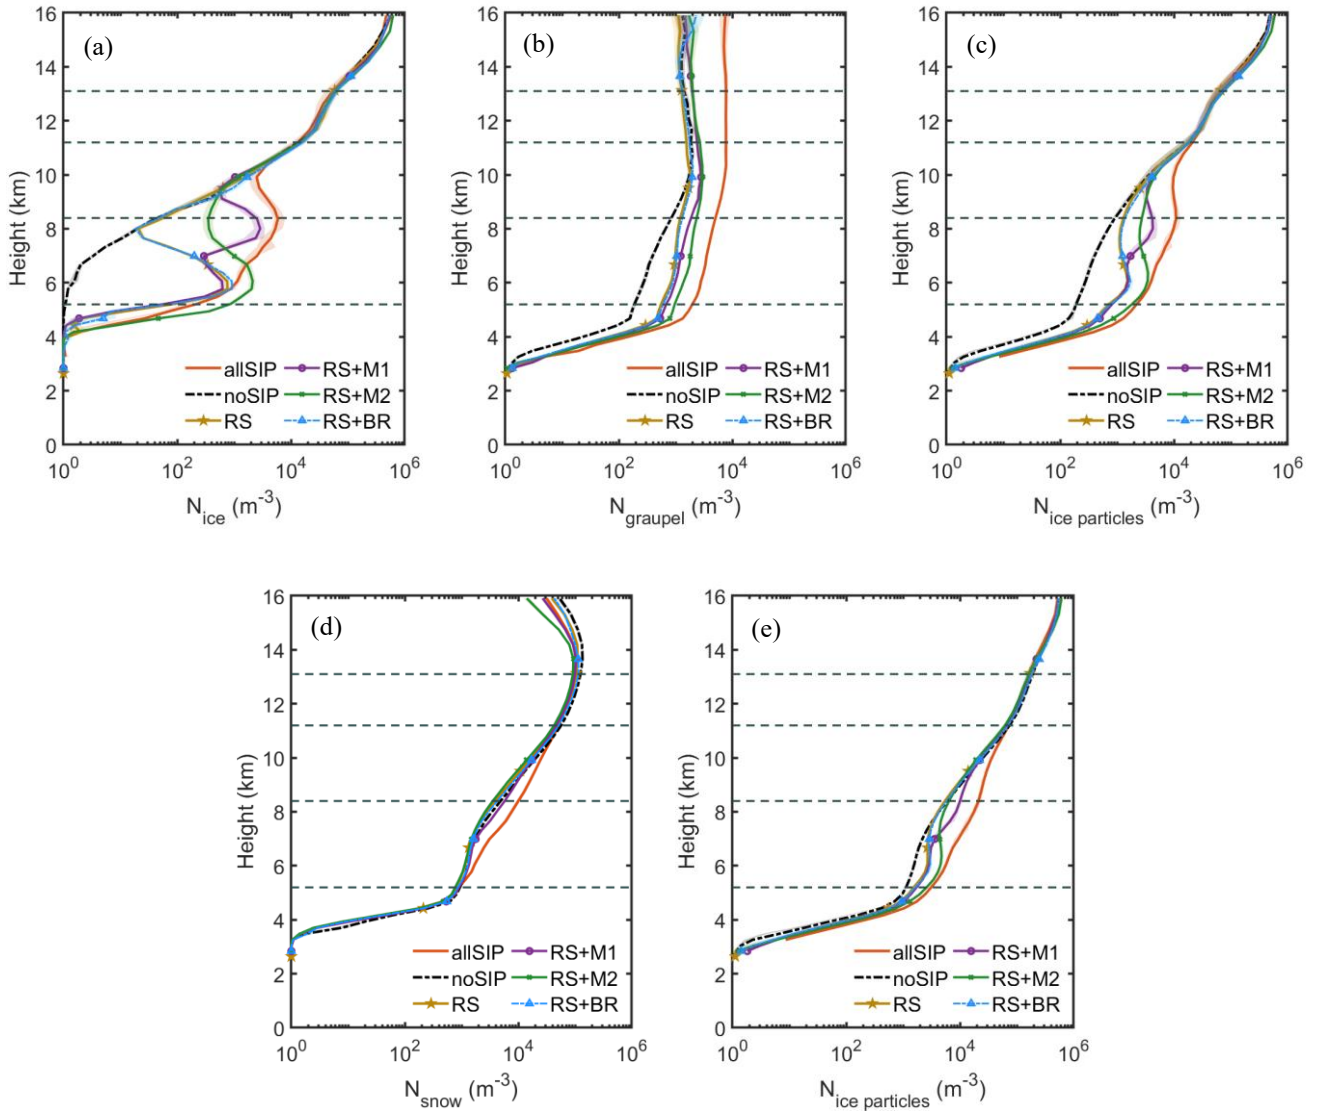 (a)
16
14
12
10
8
6
4
2
0
Height (km)
allSIP
noSIP
RS
RS+M1
RS+M2
RS+BR
10^0
10^2
10^4
10^6
N_ice (m^-3)
(b)
16
14
12
10
8
6
4
2
0
Height (km)
allSIP
noSIP
RS
RS+M1
RS+M2
RS+BR
10^0
10^2
10^4
10^6
N_graupel (m^-3)
(c)
16
14
12
10
8
6
4
2
0
Height (km)
allSIP
noSIP
RS
RS+M1
RS+M2
RS+BR
10^0
10^2
10^4
10^6
N_ice particles (m^-3)
(d)
16
14
12
10
8
6
4
2
0
Height (km)
allSIP
noSIP
RS
RS+M1
RS+M2
RS+BR
10^0
10^2
10^4
10^6
N_snow (m^-3)
(e)
16
14
12
10
8
6
4
2
0
Height (km)
allSIP
noSIP
RS
RS+M1
RS+M2
RS+BR
10^0
10^2
10^4
10^6
N_ice particles (m^-3)